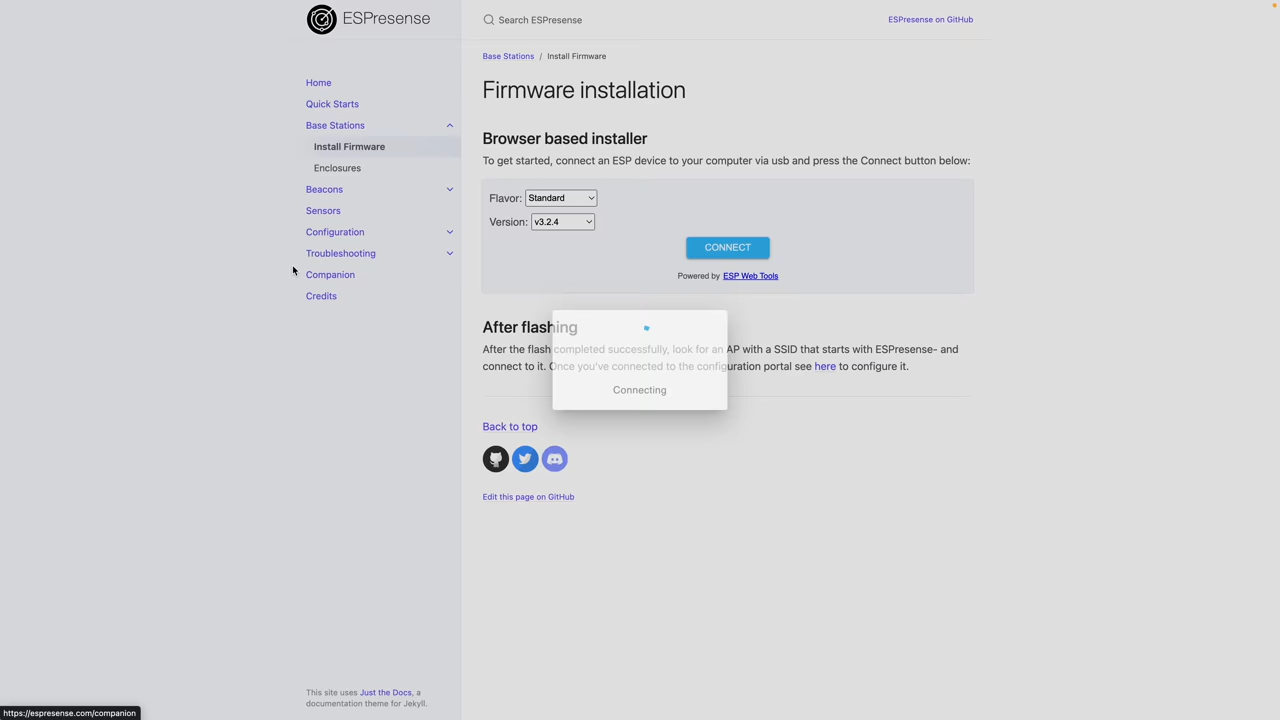 ESPresense
Search ESPresense
ESPresense on GitHub
Home
Quick Starts
Base Stations
Install Firmware
Enclosures
Beacons
Sensors
Configuration
Troubleshooting
Companion
Credits
Base Stations / Install Firmware
Firmware installation
Browser based installer
To get started, connect an ESP device to your computer via usb and press the Connect button below:
Flavor: Standard
Version: v3.2.4
CONNECT
Powered by ESP Web Tools
After flashing
After the flash completed successfully, look for an AP with a SSID that starts with ESPresense- and
connect to it. Once you've connected to the configuration portal see here to configure it.
Connecting
Back to top
Edit this page on GitHub
This site uses Just the Docs, a
documentation theme for Jekyll.
https://espresense.com/companion